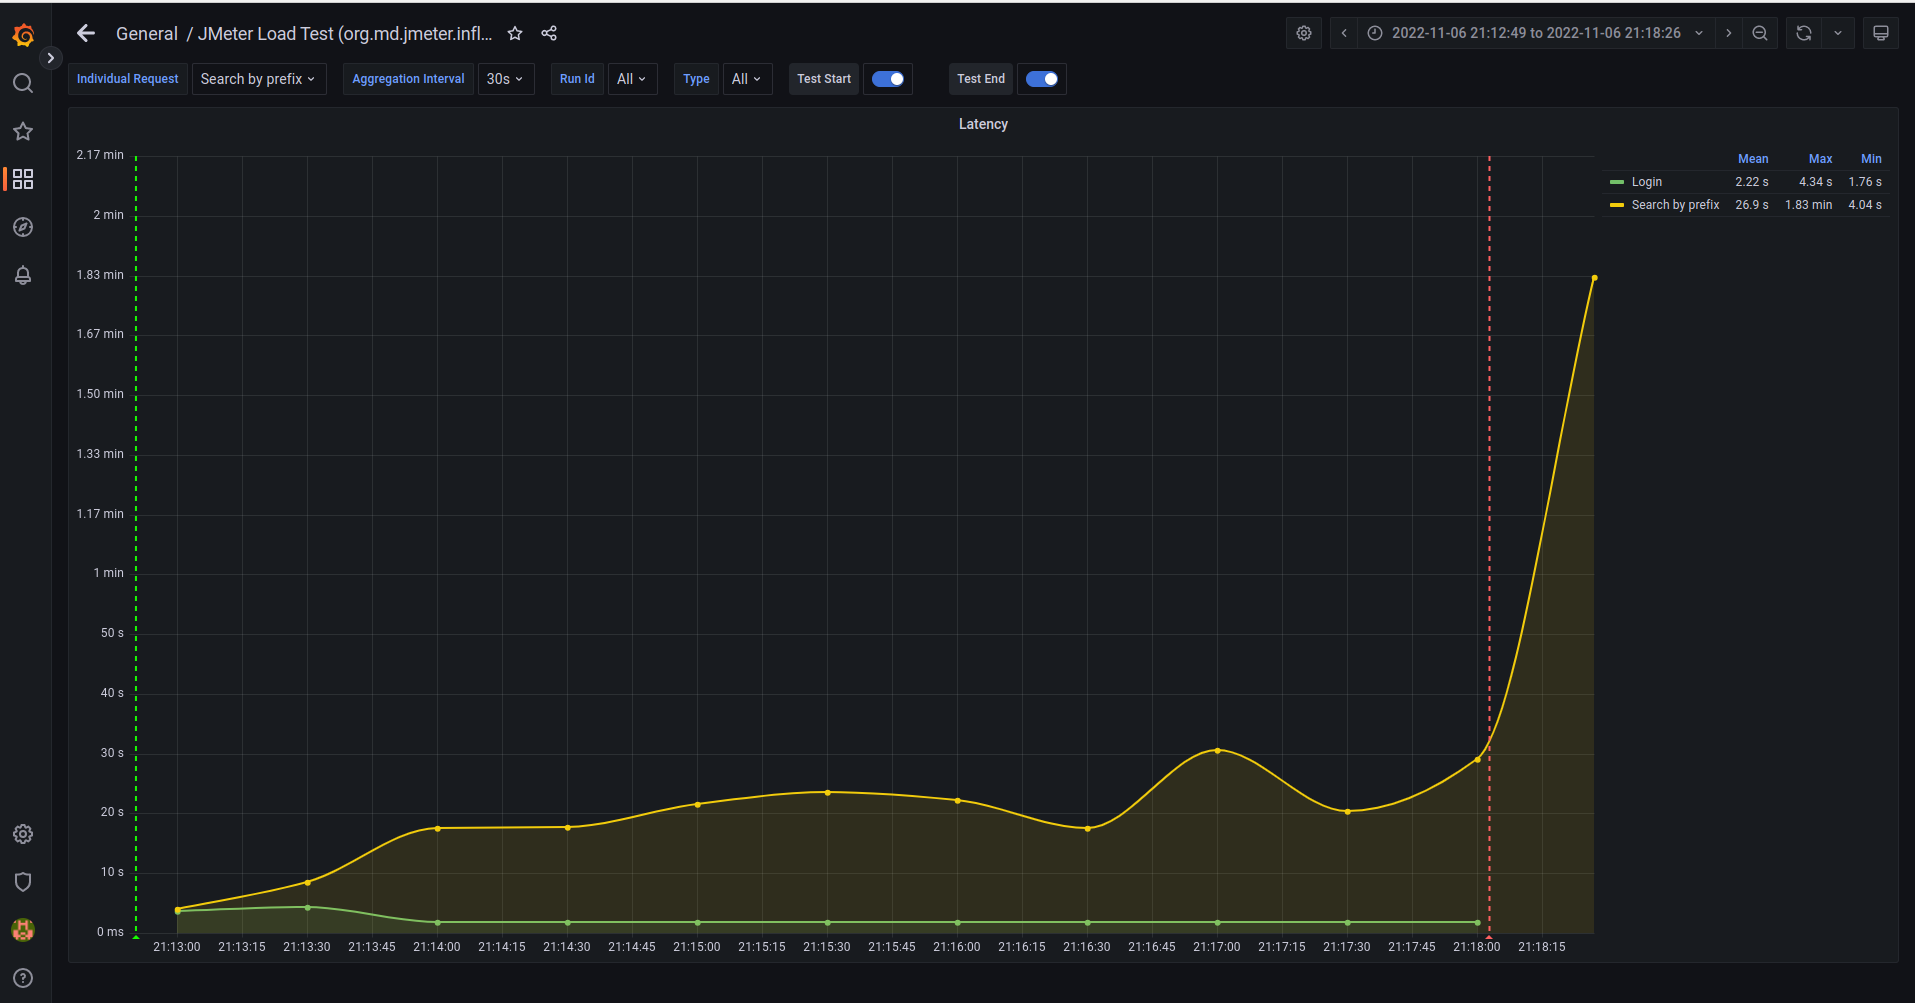 General / JMeter Load Test (org.md.jmeter.infl...
2022-11-06 21:12:49 to 2022-11-06 21:18:26
Individual Request Search by prefix Aggregation Interval 30s Run Id All Type All Test Start Test End
Latency
2.17 min
2 min
1.83 min
1.67 min
1.50 min
1.33 min
1.17 min
1 min
50 s
40 s
30 s
20 s
10 s
0 ms
21:13:00 21:13:15 21:13:30 21:13:45 21:14:00 21:14:15 21:14:30 21:14:45 21:15:00 21:15:15 21:15:30 21:15:45 21:16:00 21:16:15 21:16:30 21:16:45 21:17:00 21:17:15 21:17:30 21:17:45 21:18:00 21:18:15
Mean Max Min
Login 2.22 s 4.34 s 1.76 s
Search by prefix 26.9 s 1.83 min 4.04 s